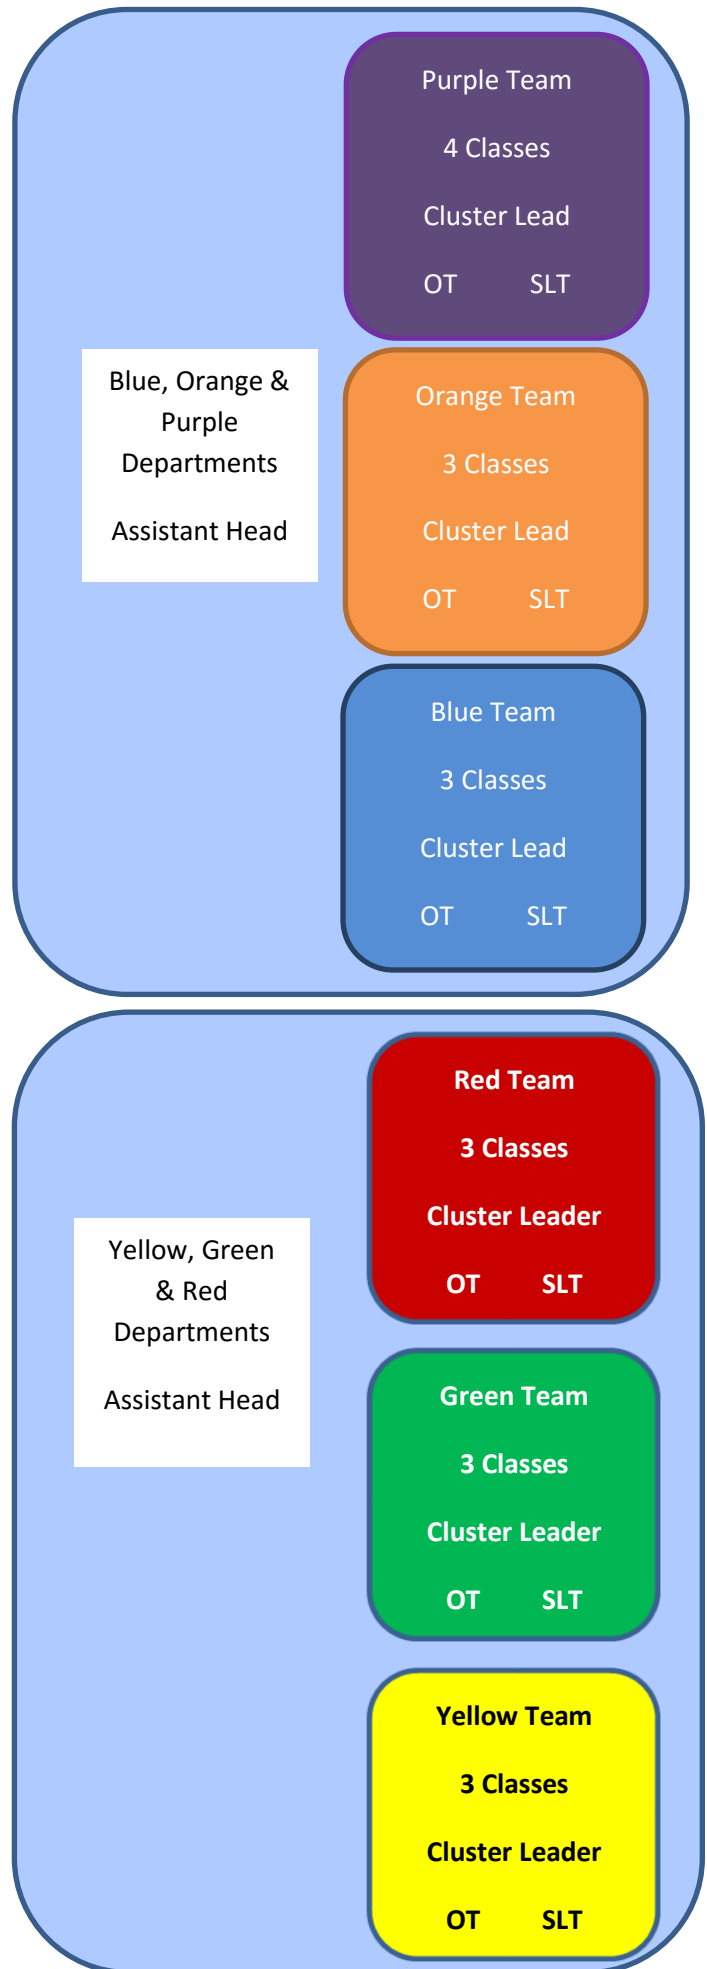 Purple Team
4 Classes
Cluster Lead
OT SLT
Blue, Orange &
Purple
Departments
Assistant Head
Orange Team
3 Classes
Cluster Lead
OT SLT
Blue Team
3 Classes
Cluster Lead
OT SLT
Red Team
3 Classes
Cluster Leader
OT SLT
Yellow, Green
& Red
Departments
Assistant Head
Green Team
3 Classes
Cluster Leader
OT SLT
Yellow Team
3 Classes
Cluster Leader
OT SLT